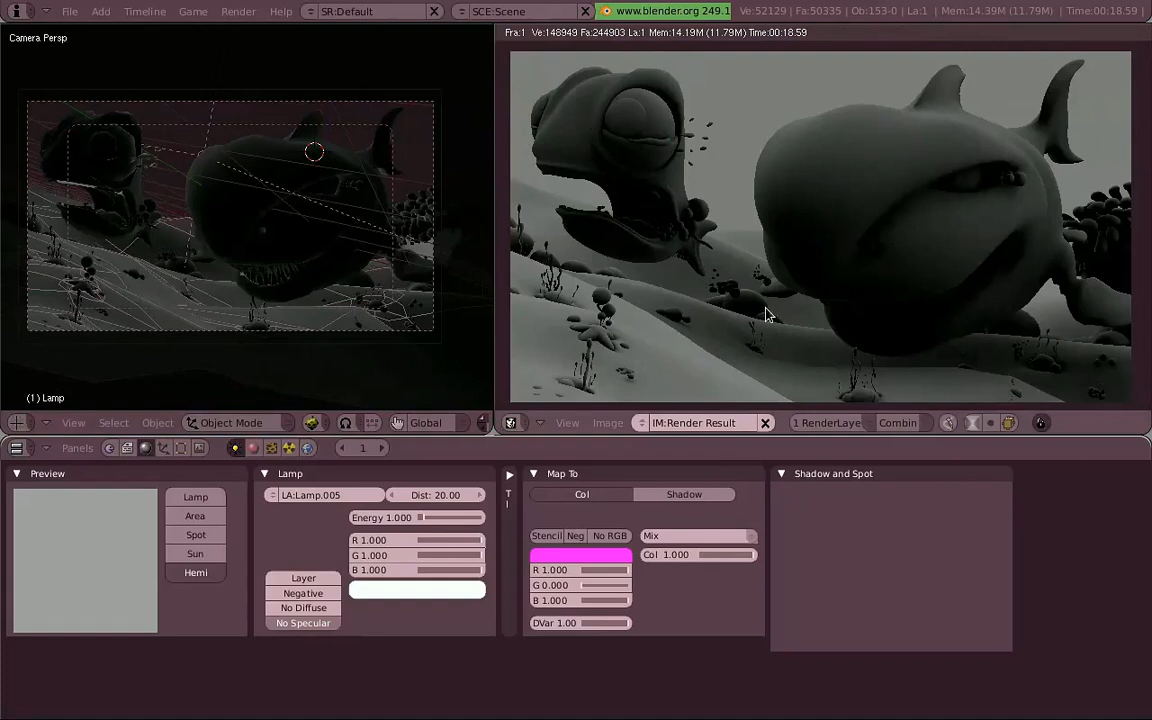 File Add Timeline Game Render Help SR:Default SCE:Scene www.blender.org 249.1 Ve:52129 | Fa:50335 | Ob:153-0 | La:1 | Mem:14.39M (11.79M) | Time:00:18.59 |
Camera Persp
Fra:1 Ve:148949 Fa:244903 La:1 Mem:14.19M (11.79M) Time:00:18.59
(1) Lamp
View Select Object Object Mode Global
View Image IM:Render Result 1 RenderLaye Combin
Panels 1
Preview
Lamp
Area
Spot
Sun
Hemi
Lamp
LA:Lamp.005 Dist: 20.00
Energy 1.000
R 1.000
G 1.000
B 1.000
Layer
Negative
No Diffuse
No Specular
T
Map To
Col Shadow
Stencil Neg No RGB Mix
Col 1.000
R 1.000
G 0.000
B 1.000
DVar 1.00
Shadow and Spot